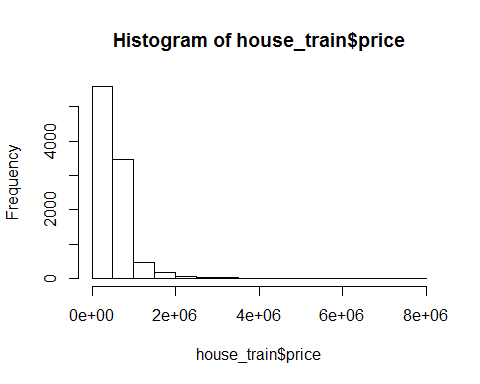 Histogram of house_train$price
Frequency
4000
2000
0
0e+00 2e+06 4e+06 6e+06 8e+06
house_train$price